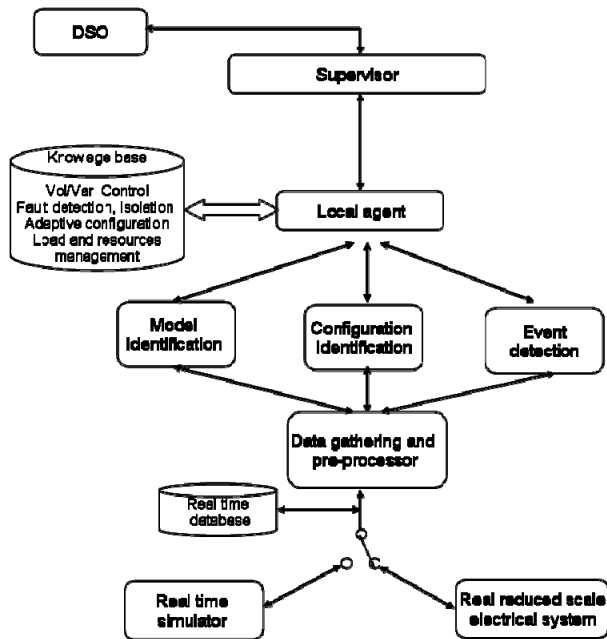 DSO
Supervisor
Knowege base
Vol/Var Control
Faut detection, Isolation
Adaptive configuration
Load and resources
management
Local agent
Model
Identification
Configuration
Identification
Event
detection
Data gathering and
pre-processor
Real time
database
Real time
simulator
Real reduced scale
electrical system